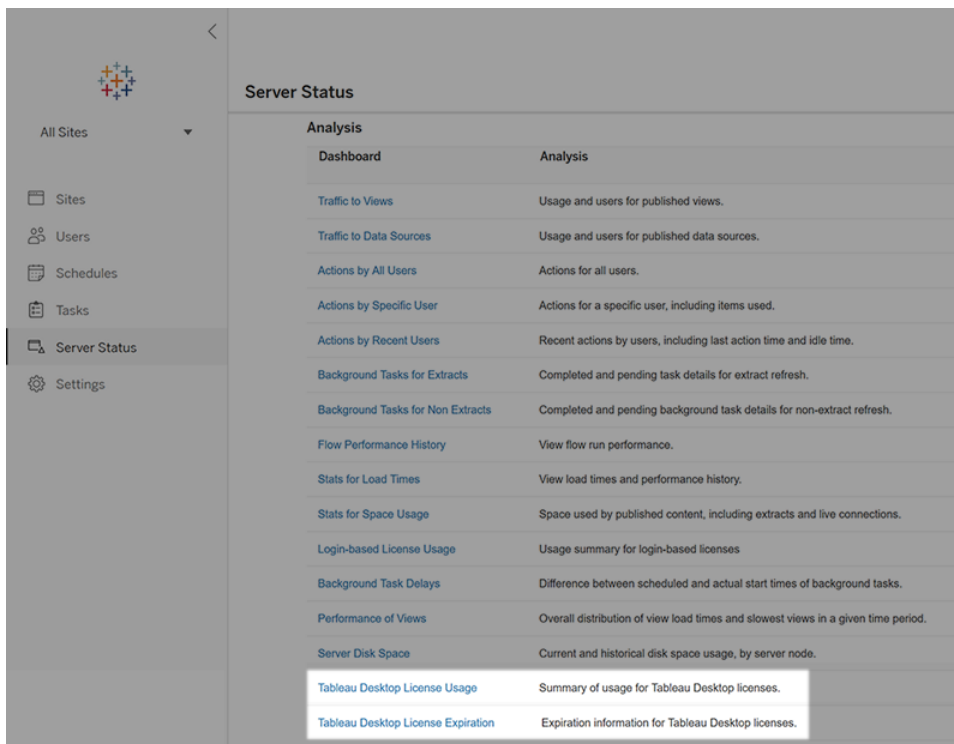 All Sites
Sites
Users
Schedules
Tasks
Server Status
Settings
Server Status
Analysis
Dashboard Analysis
Traffic to Views Usage and users for published views.
Traffic to Data Sources Usage and users for published data sources.
Actions by All Users Actions for all users.
Actions by Specific User Actions for a specific user, including items used.
Actions by Recent Users Recent actions by users, including last action time and idle time.
Background Tasks for Extracts Completed and pending task details for extract refresh.
Background Tasks for Non Extracts Completed and pending background task details for non-extract refresh.
Flow Performance History View flow run performance.
Stats for Load Times View load times and performance history.
Stats for Space Usage Space used by published content, including extracts and live connections.
Login-based License Usage Usage summary for login-based licenses
Background Task Delays Difference between scheduled and actual start times of background tasks.
Performance of Views Overall distribution of view load times and slowest views in a given time period.
Server Disk Space Current and historical disk space usage, by server node.
Tableau Desktop License Usage Summary of usage for Tableau Desktop licenses.
Tableau Desktop License Expiration Expiration information for Tableau Desktop licenses.